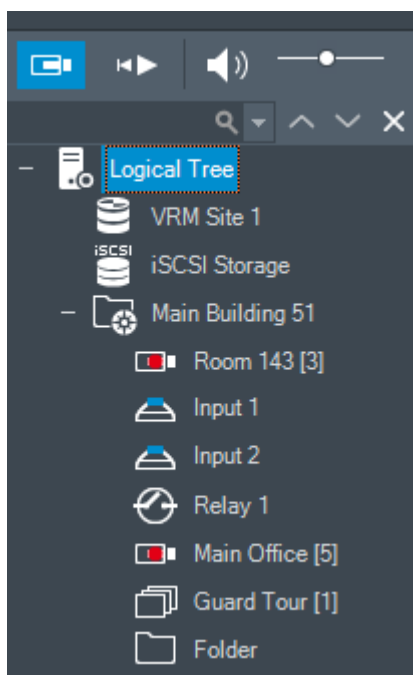 Logical Tree
VRM Site 1
iSCSI
iSCSI Storage
Main Building 51
Room 143 [3]
Input 1
Input 2
Relay 1
Main Office [5]
Guard Tour [1]
Folder